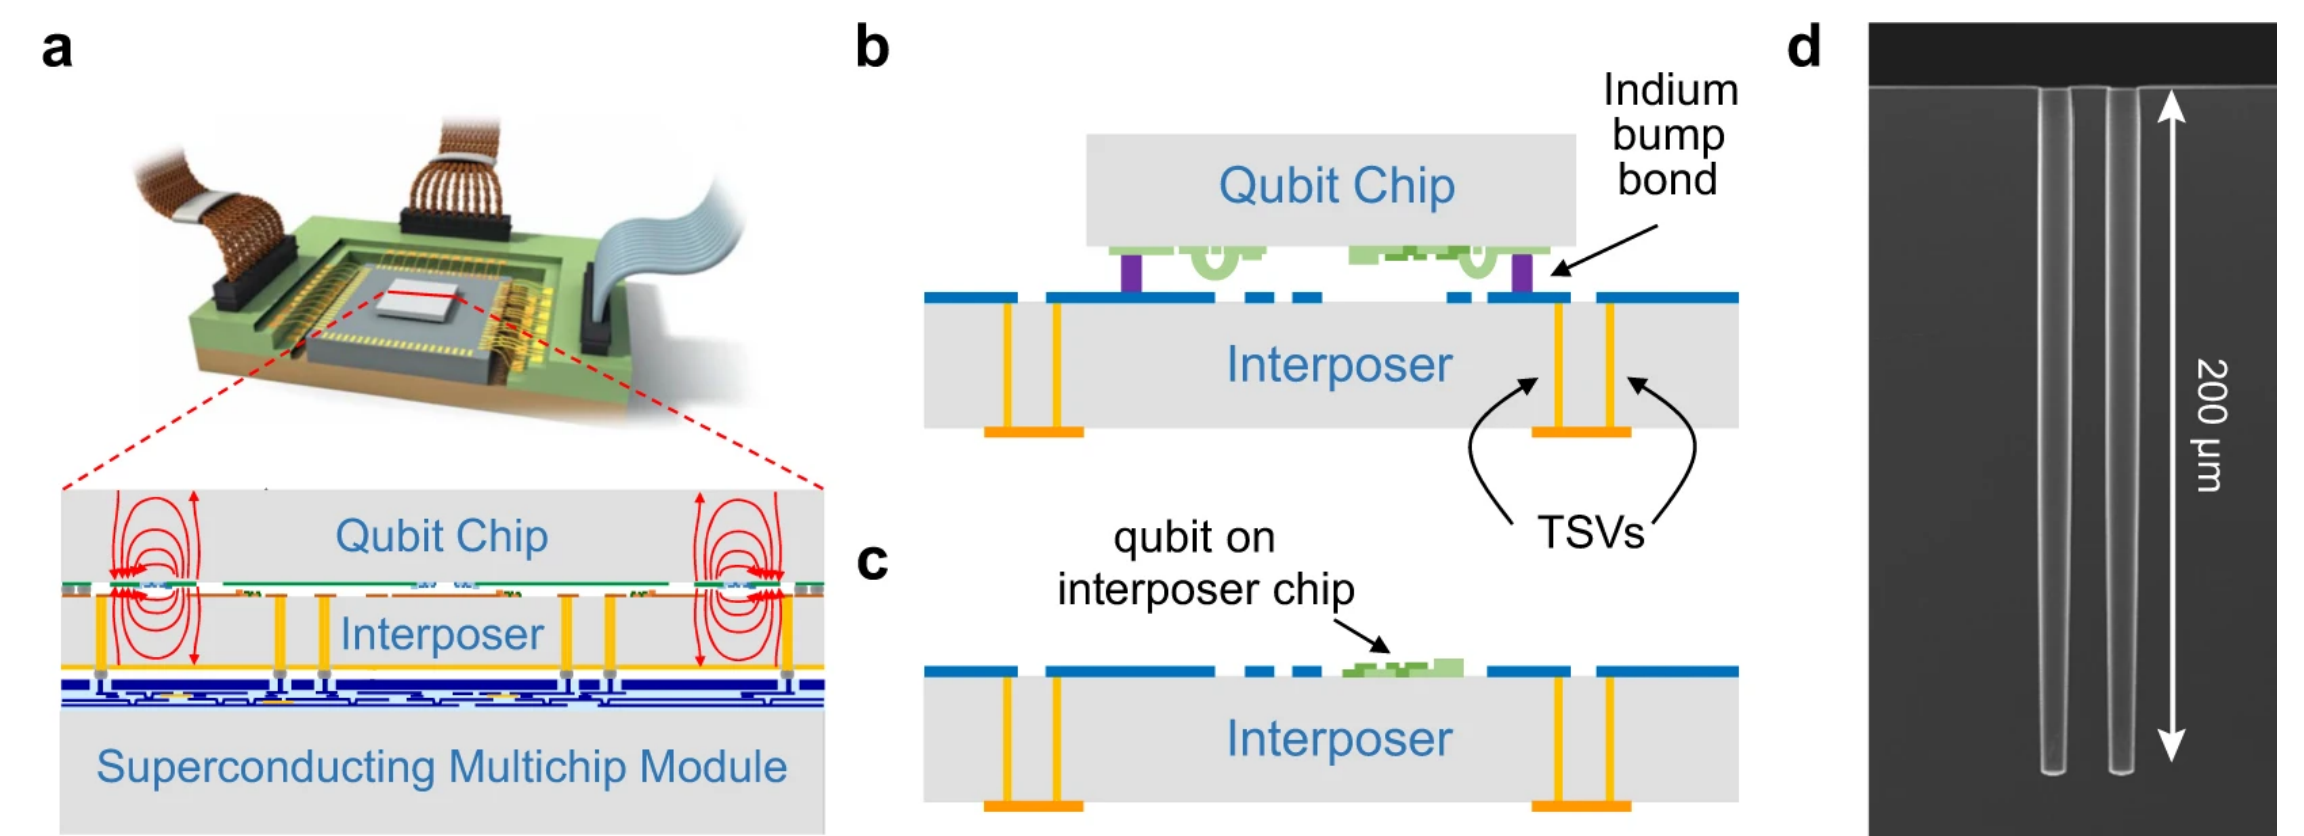 a
Qubit Chip
Interposer
Superconducting Multichip Module
b
Indium
bump
bond
Qubit Chip
Interposer
TSVs
c
qubit on
interposer chip
Interposer
d
200 μm